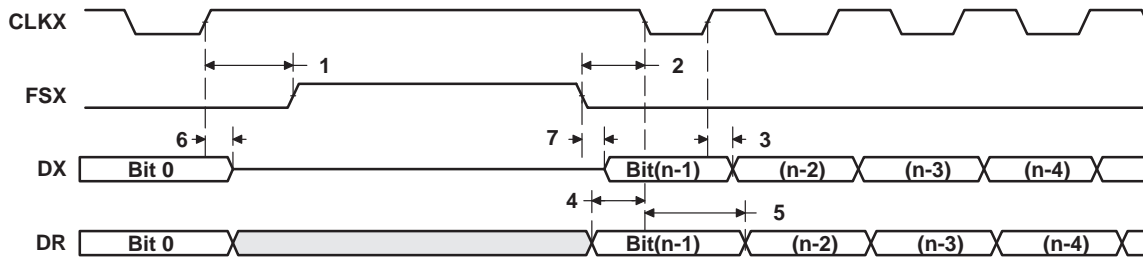 CLKX
1
2
FSX
6
7
3
DX
Bit 0
Bit(n-1)
(n-2)
(n-3)
(n-4)
4
5
DR
Bit 0
Bit(n-1)
(n-2)
(n-3)
(n-4)